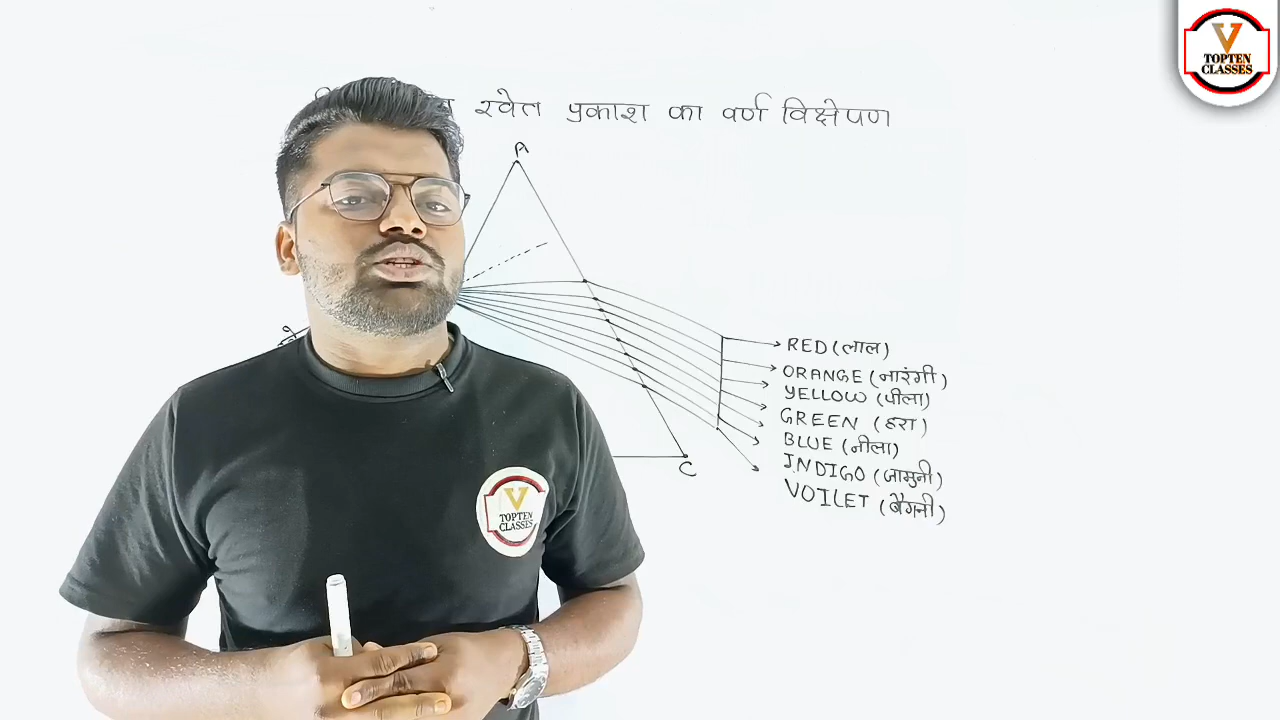 V
TOPTEN
CLASSES
श्वेत प्रकाश का वर्ण विक्षेपण
A
RED (लाल)
ORANGE (नारंगी)
YELLOW (पीला)
GREEN (हरा)
BLUE (नीला)
INDIGO (जामुनी)
VOILET (बैंगनी)
C
V
TOPTEN
CLASSES